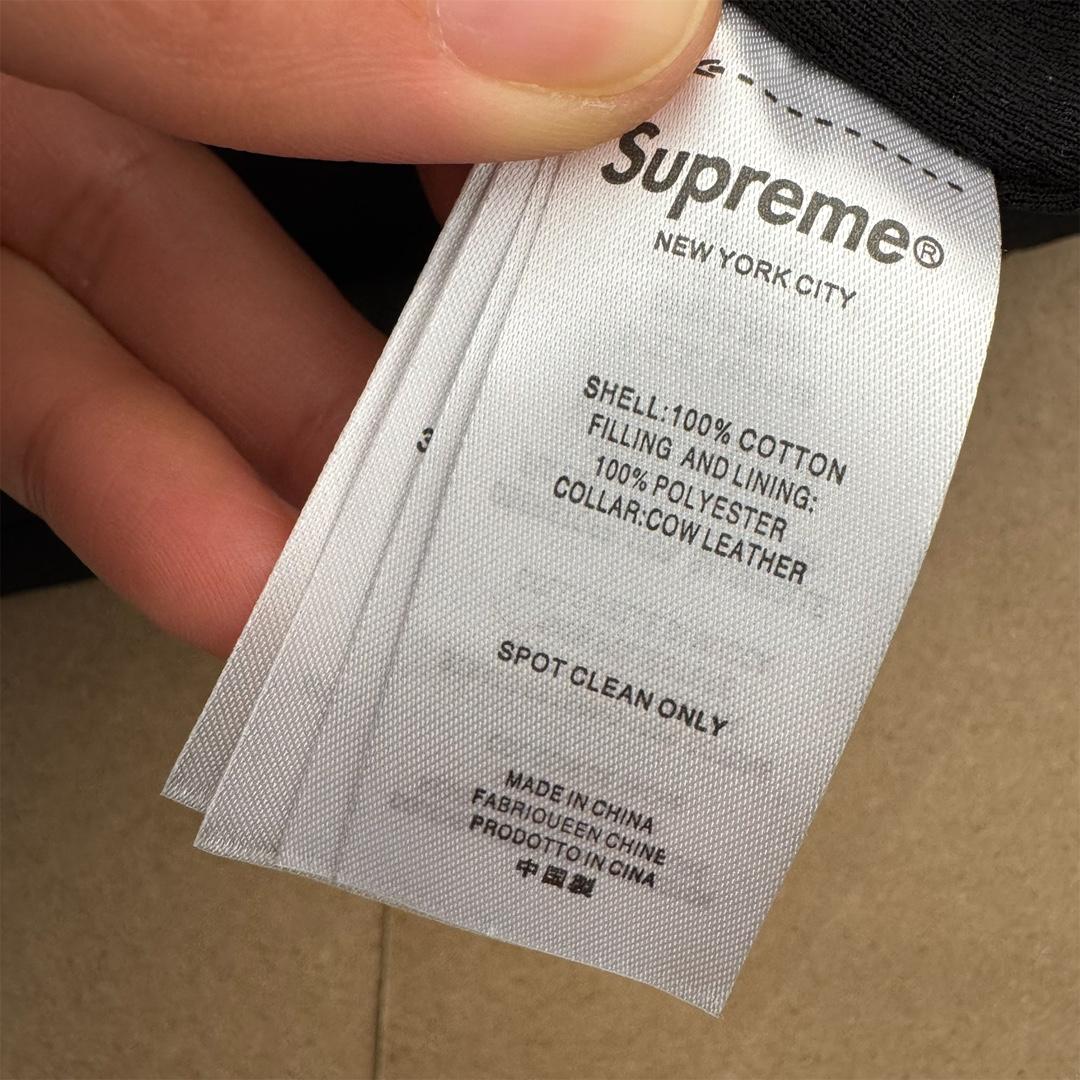 Supreme®
NEW YORK CITY
SHELL:100% COTTON
FILLING AND LINING:
100% POLYESTER
COLLAR:COW LEATHER
SPOT CLEAN ONLY
MADE IN CHINA
FABRIQUEEN CHINE
PRODOTTO IN CINA
中国製
3